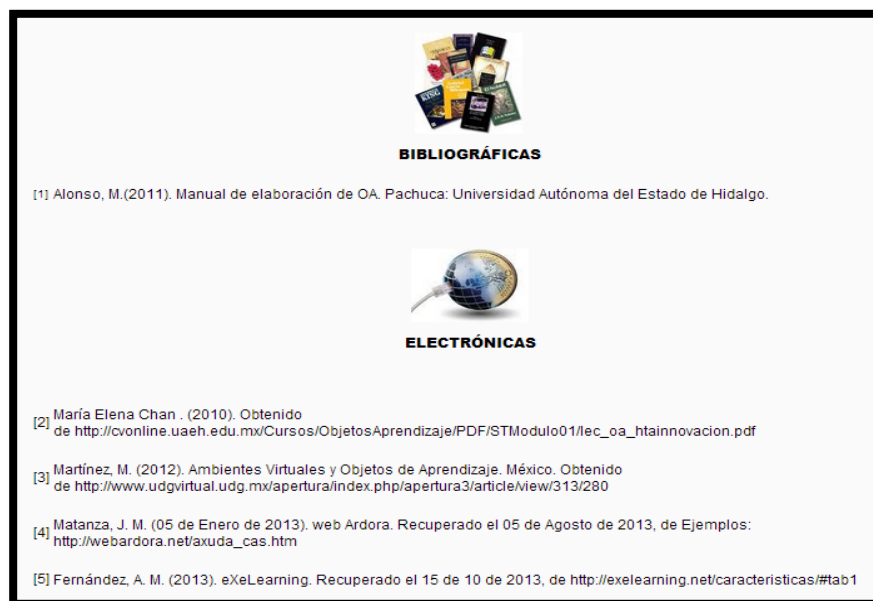 BIBLIOGRÁFICAS
[1] Alonso, M.(2011). Manual de elaboración de OA. Pachuca: Universidad Autónoma del Estado de Hidalgo.
ELECTRÓNICAS
[2] María Elena Chan . (2010). Obtenido
de http://cvonline.uaeh.edu.mx/Cursos/ObjetosAprendizaje/PDF/STModulo01/lec_oa_htainnovacion.pdf
[3] Martínez, M. (2012). Ambientes Virtuales y Objetos de Aprendizaje. México. Obtenido
de http://www.udgvirtual.udg.mx/apertura/index.php/apertura3/article/view/313/280
[4] Matanza, J. M. (05 de Enero de 2013). web Ardora. Recuperado el 05 de Agosto de 2013, de Ejemplos:
http://webardora.net/axuda_cas.htm
[5] Fernández, A. M. (2013). eXeLearning. Recuperado el 15 de 10 de 2013, de http://exelearning.net/caracteristicas/#tab1